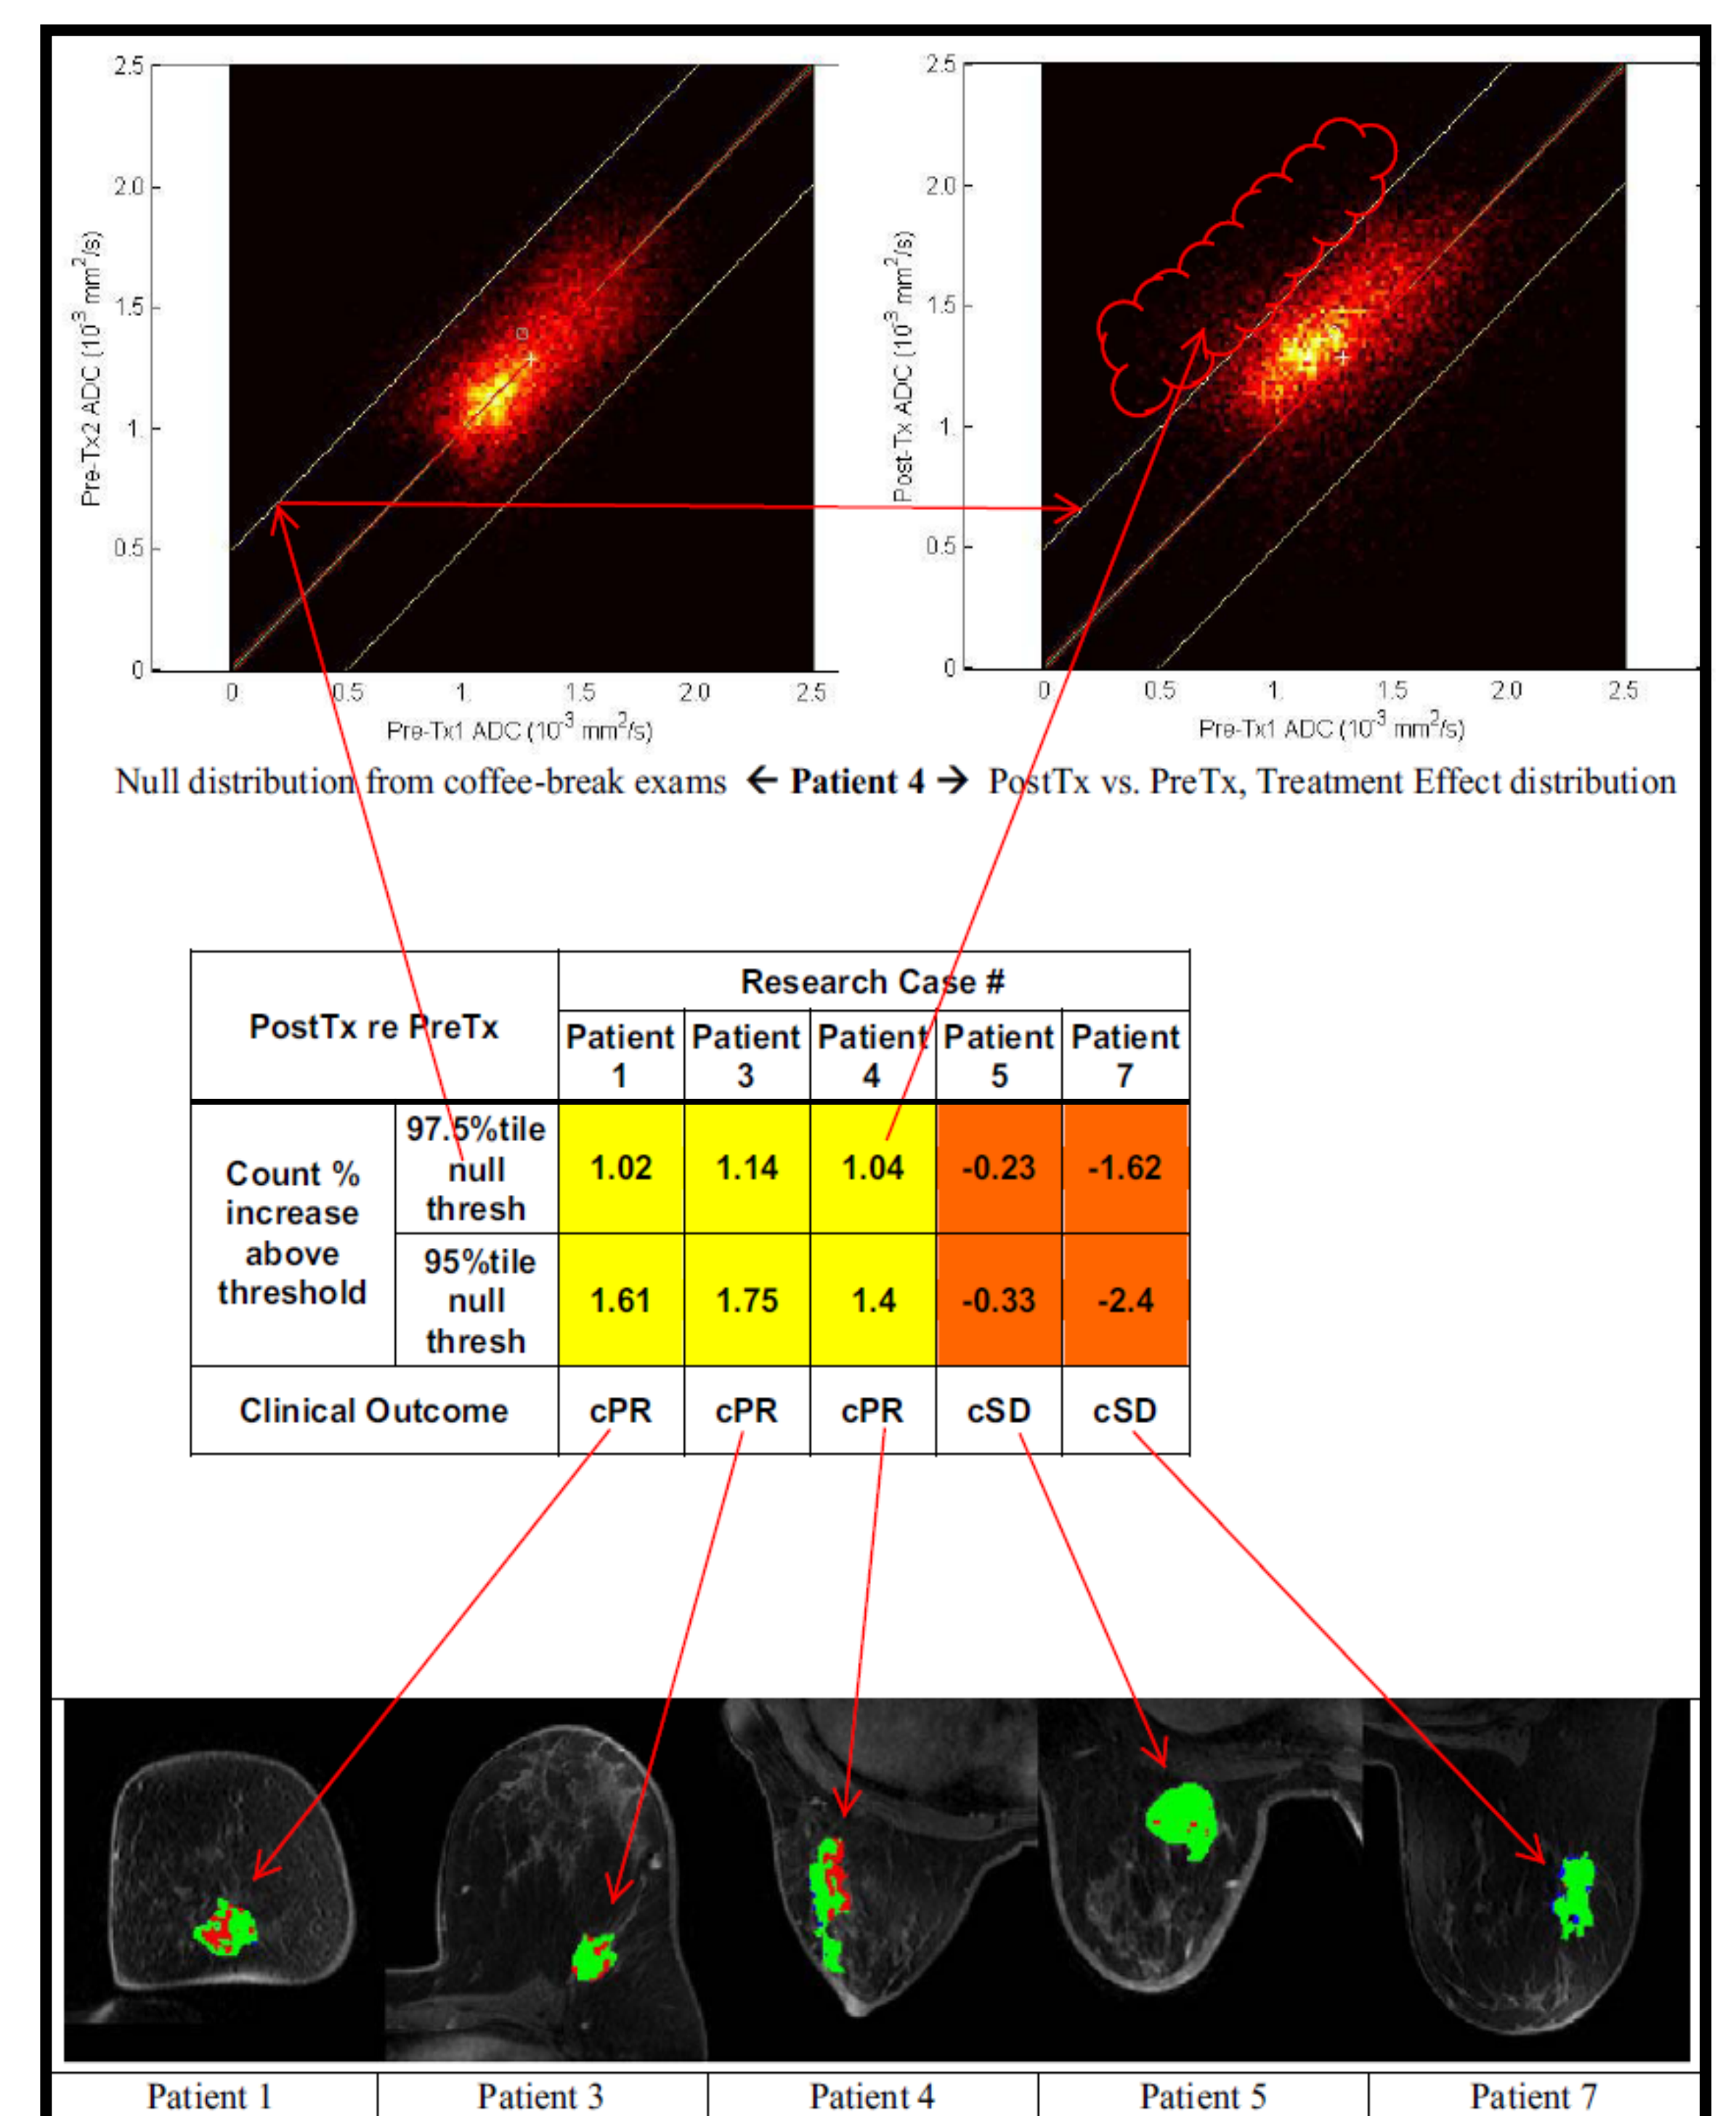 2.5
2.0
1.5
1.
0.5
0
Pre-Tx2 ADC (10-3 mm2/s)
0 0.5 1. 1.5 2.0 2.5
Pre-Tx1 ADC (10-3 mm2/s)
2.5
2.0
1.5
1.
0.5
0
Post-Tx ADC (10-3 mm2/s)
0 0.5 1. 1.5 2.0 2.5
Pre-Tx1 ADC (10-3 mm2/s)
Null distribution from coffee-break exams ← Patient 4 → PostTx vs. PreTx, Treatment Effect distribution
PostTx re PreTx
Research Case #
Patient 1
Patient 3
Patient 4
Patient 5
Patient 7
Count %
increase
above
threshold
97.5%tile
null
thresh
1.02 1.14 1.04 -0.23 -1.62
95%tile
null
thresh
1.61 1.75 1.4 -0.33 -2.4
Clinical Outcome cPR cPR cPR cSD cSD
Patient 1 Patient 3 Patient 4 Patient 5 Patient 7